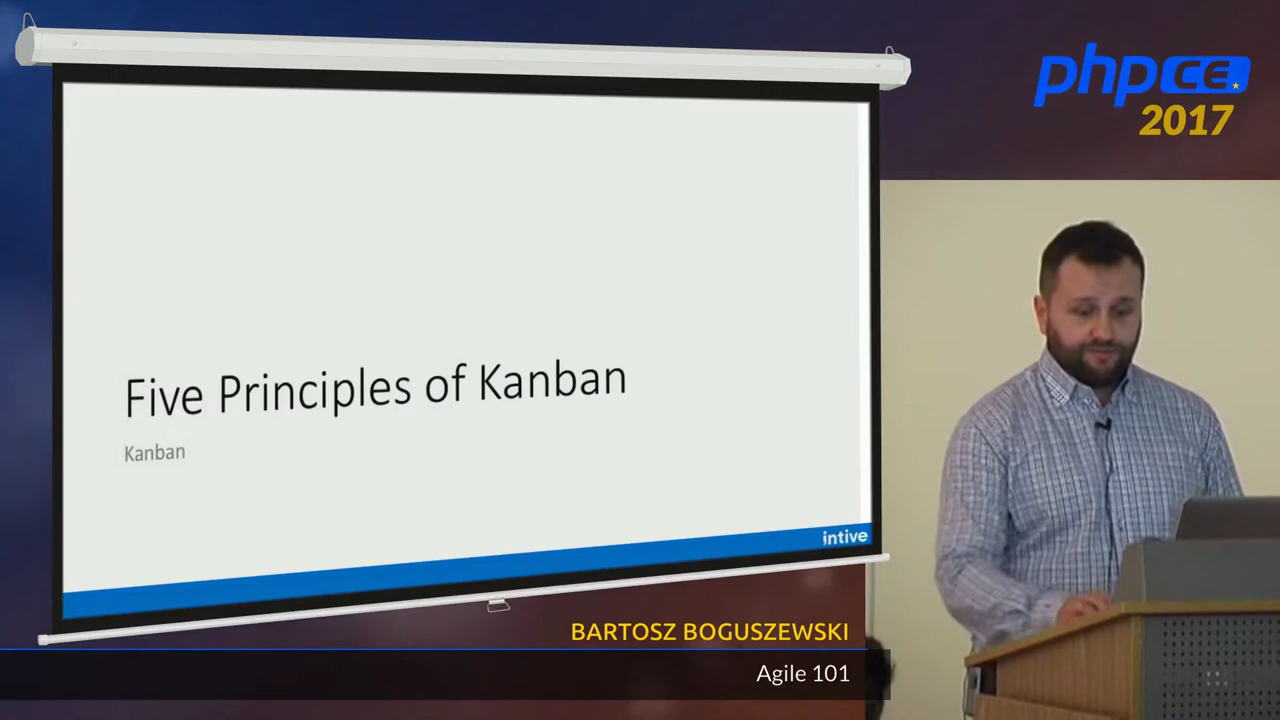 phpCE
2017
Five Principles of Kanban
Kanban
intive
BARTOSZ BOGUSZEWSKI
Agile 101